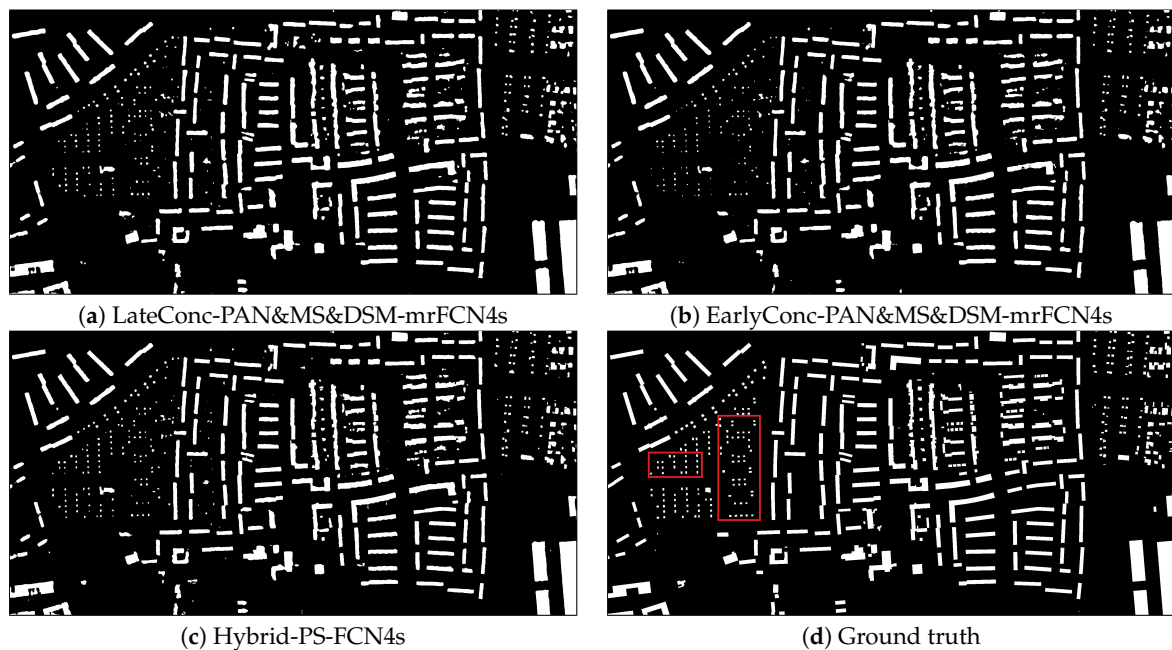 (a) LateConc-PAN&MS&DSM-mrFCN4s
(b) EarlyConc-PAN&MS&DSM-mrFCN4s
(c) Hybrid-PS-FCN4s
(d) Ground truth